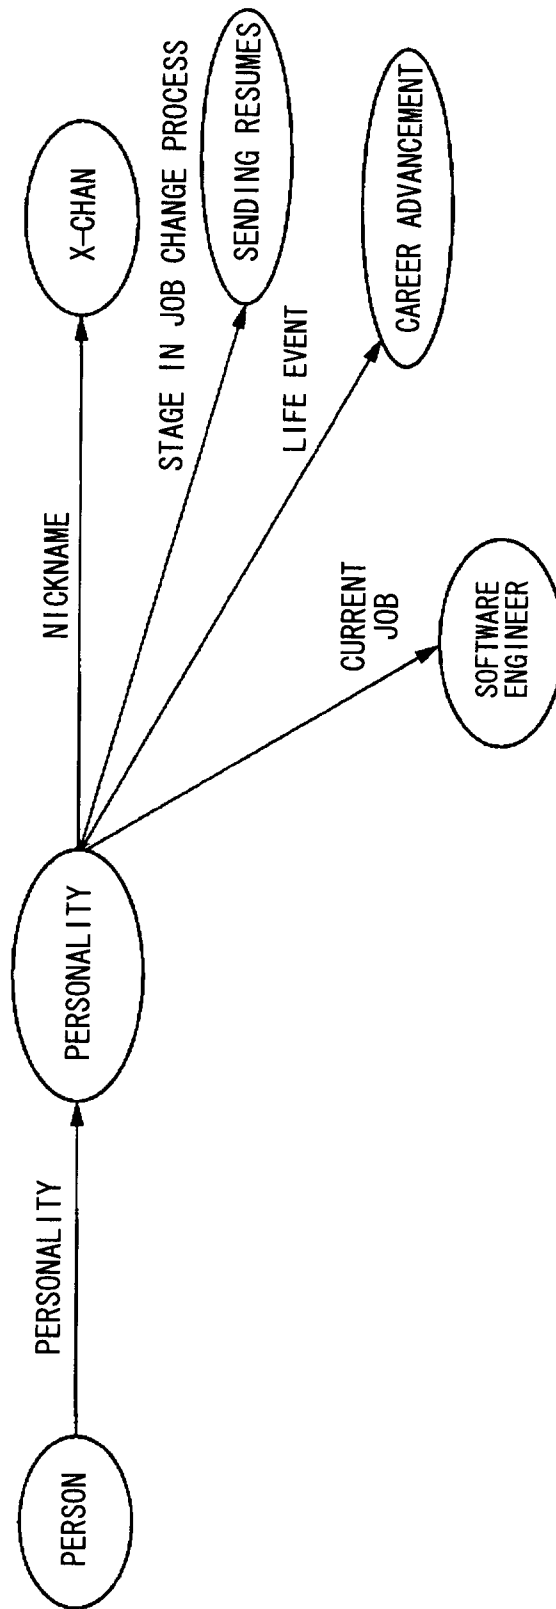 PERSON
PERSONALITY
PERSONALITY
NICKNAME
X-CHAN
STAGE IN JOB CHANGE PROCESS
SENDING RESUMES
LIFE EVENT
CAREER ADVANCEMENT
CURRENT
JOB
SOFTWARE
ENGINEER